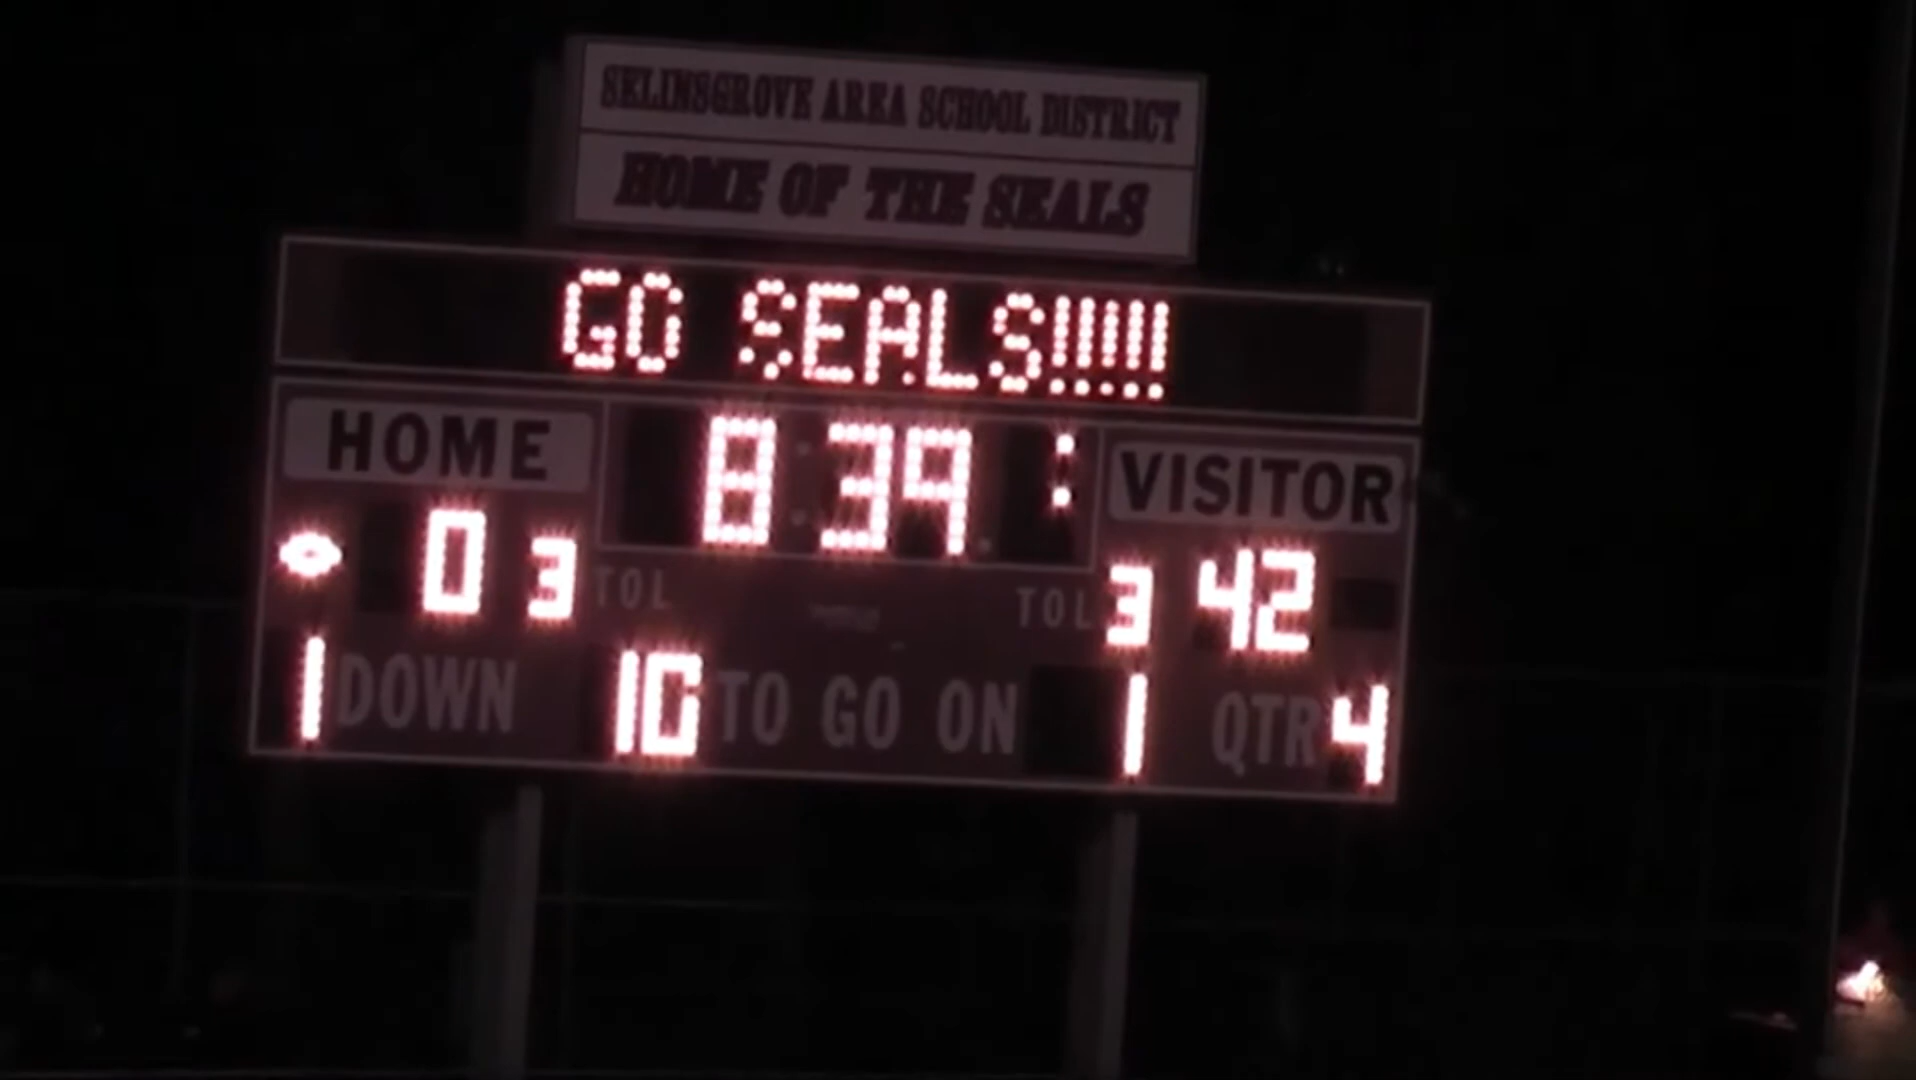 SELINSGROVE AREA SCHOOL DISTRICT
HOME OF THE SEALS
GO SEALS!!!!!
HOME 8:39 VISITOR
0 3 TOL TOL 3 42
1 DOWN 10 TO GO ON 1 QTR 4